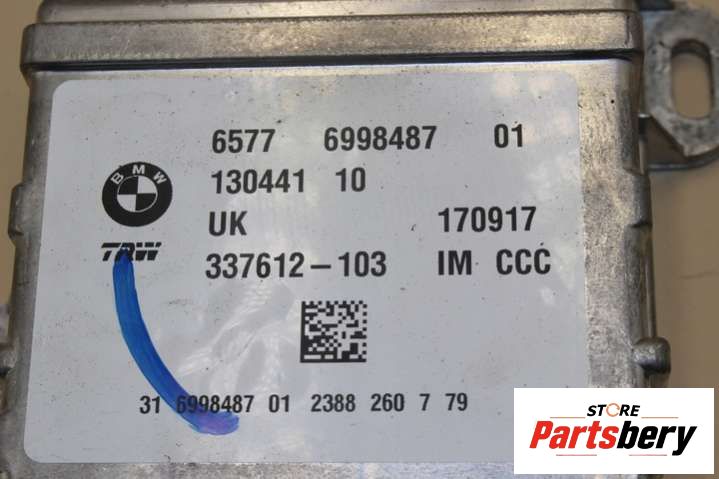 6577 6998487 01
BMW
130441 10
UK 170917
TRW
337612-103 IM CCC
31 6998487 01 2388 260 7 79
STORE
Partsbery